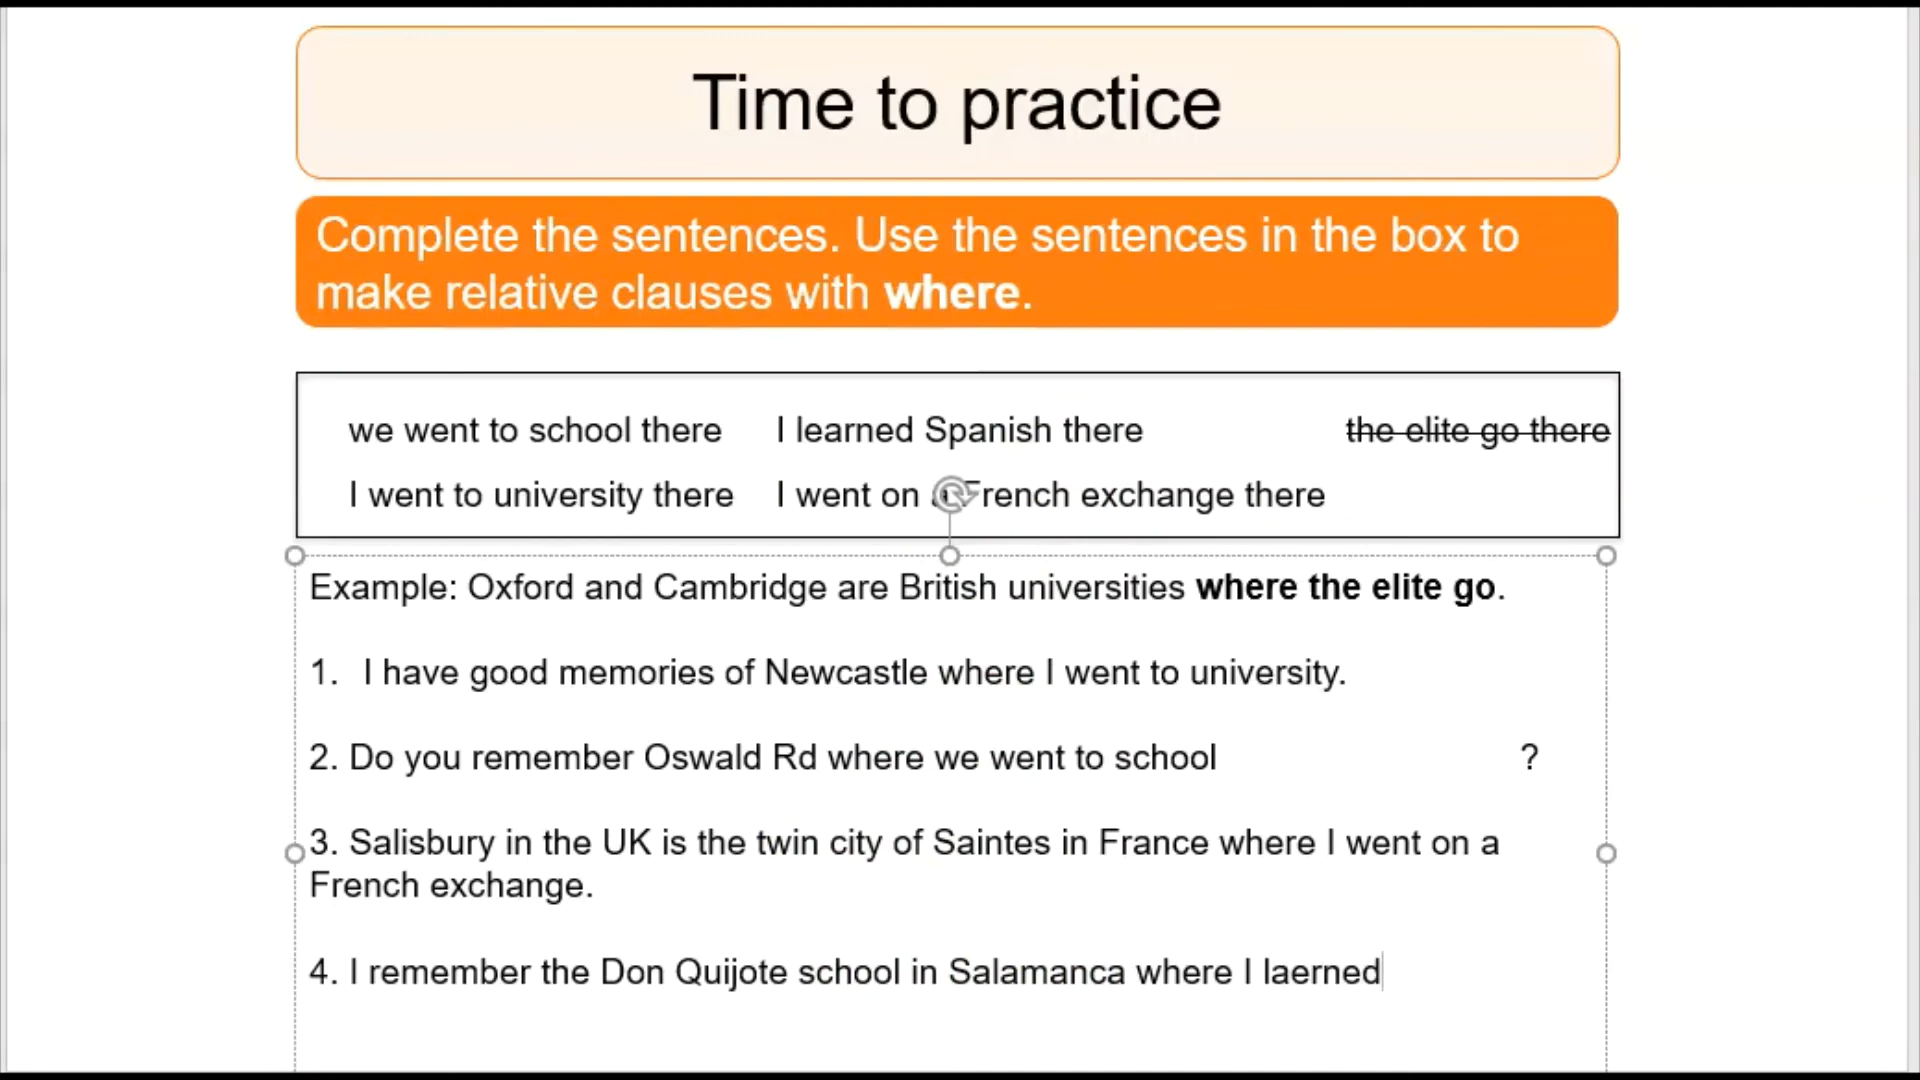 Time to practice
Complete the sentences. Use the sentences in the box to
make relative clauses with where.
we went to school there I learned Spanish there the elite go there
I went to university there I went on a French exchange there
Example: Oxford and Cambridge are British universities where the elite go.
1. I have good memories of Newcastle where I went to university.
2. Do you remember Oswald Rd where we went to school ?
3. Salisbury in the UK is the twin city of Saintes in France where I went on a
French exchange.
4. I remember the Don Quijote school in Salamanca where I laerned